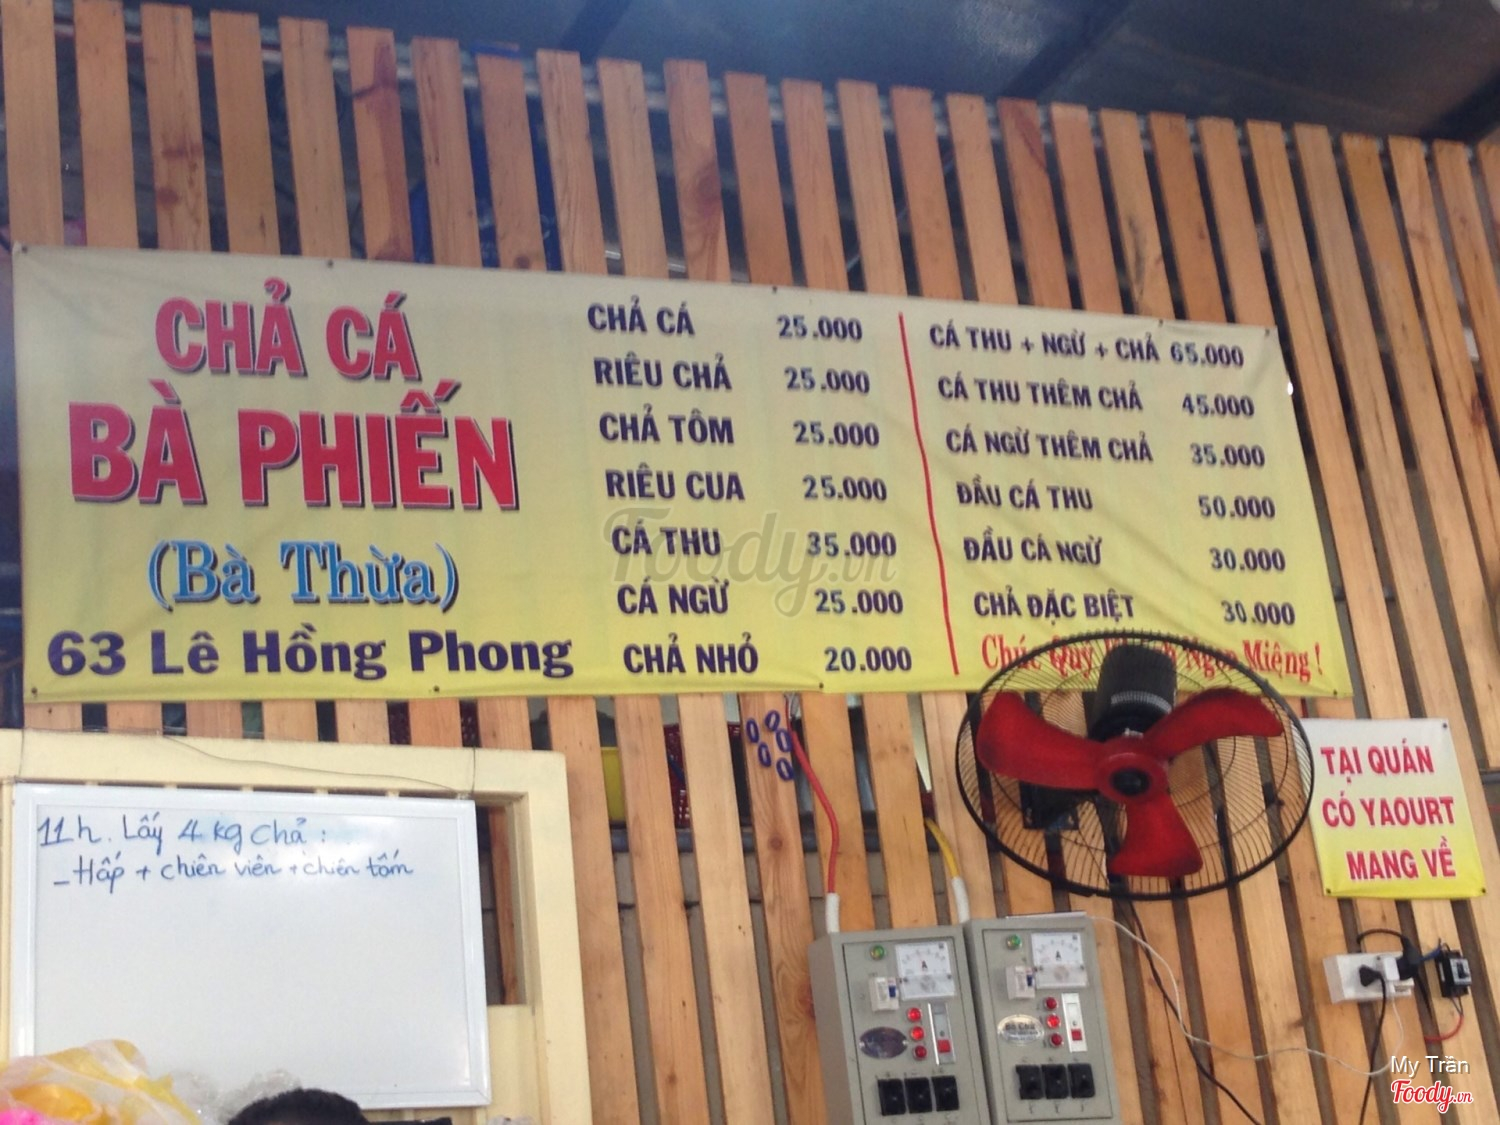 CHẢ CÁ
BÀ PHIẾN
(Bà Thừa)
63 Lê Hồng Phong
CHẢ CÁ 25.000
RIÊU CHẢ 25.000
CHẢ TÔM 25.000
RIÊU CUA 25.000
CÁ THU 35.000
CÁ NGỪ 25.000
CHẢ NHỎ 20.000
CÁ THU + NGỪ + CHẢ 65.000
CÁ THU THÊM CHẢ 45.000
CÁ NGỪ THÊM CHẢ 35.000
ĐẦU CÁ THU 50.000
ĐẦU CÁ NGỪ 30.000
CHẢ ĐẶC BIỆT 30.000
Chúc Quý Khách Ngon Miệng !
Foody.vn
11h. Lấy 4 kg chả :
- Hấp + chiên viên + chiên tấm
TẠI QUÁN
CÓ YAOURT
MANG VỀ
My Trần
Foody.vn